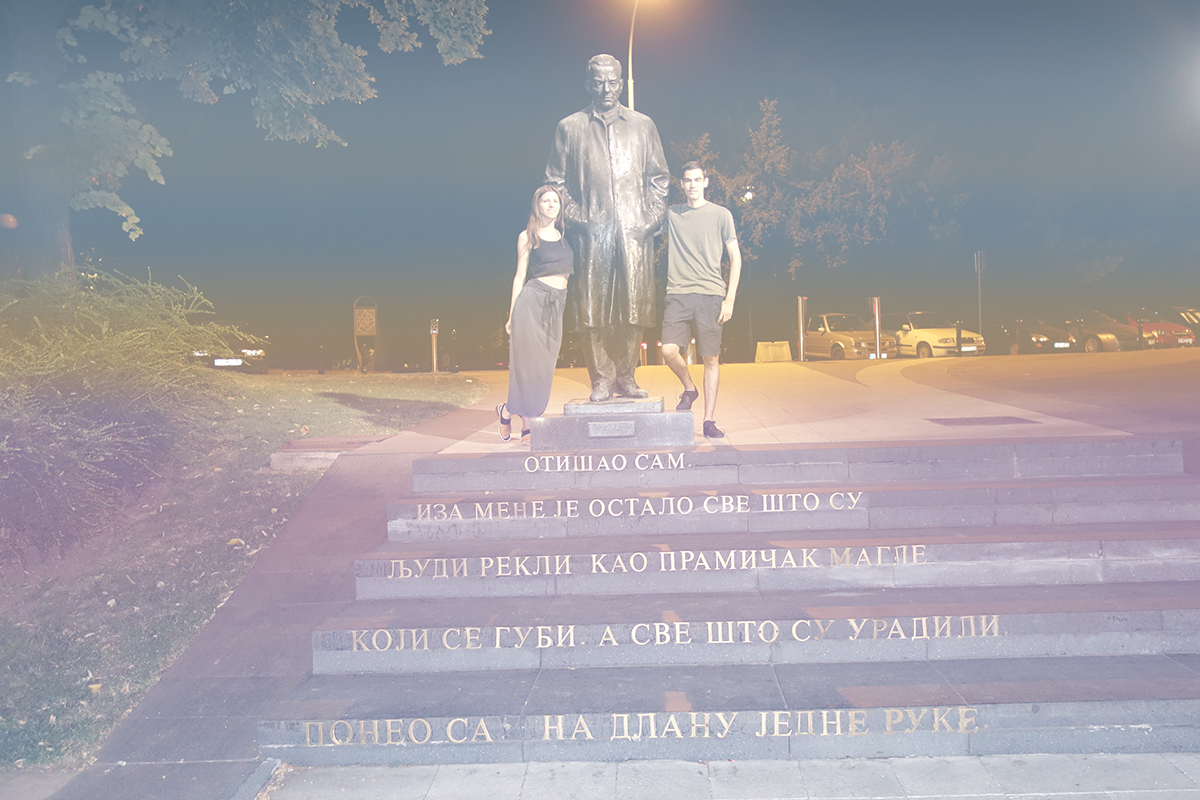 ОТИШАО САМ.
ИЗА МЕНЕ ЈЕ ОСТАЛО СВЕ ШТО СУ
ЉУДИ РЕКЛИ КАО ПРАМИЧАК МАГЛЕ
КОЈИ СЕ ГУБИ. А СВЕ ШТО СУ УРАДИЛИ.
ПОНЕО СА НА ДЛАНУ ЈЕДНЕ РУКЕ.